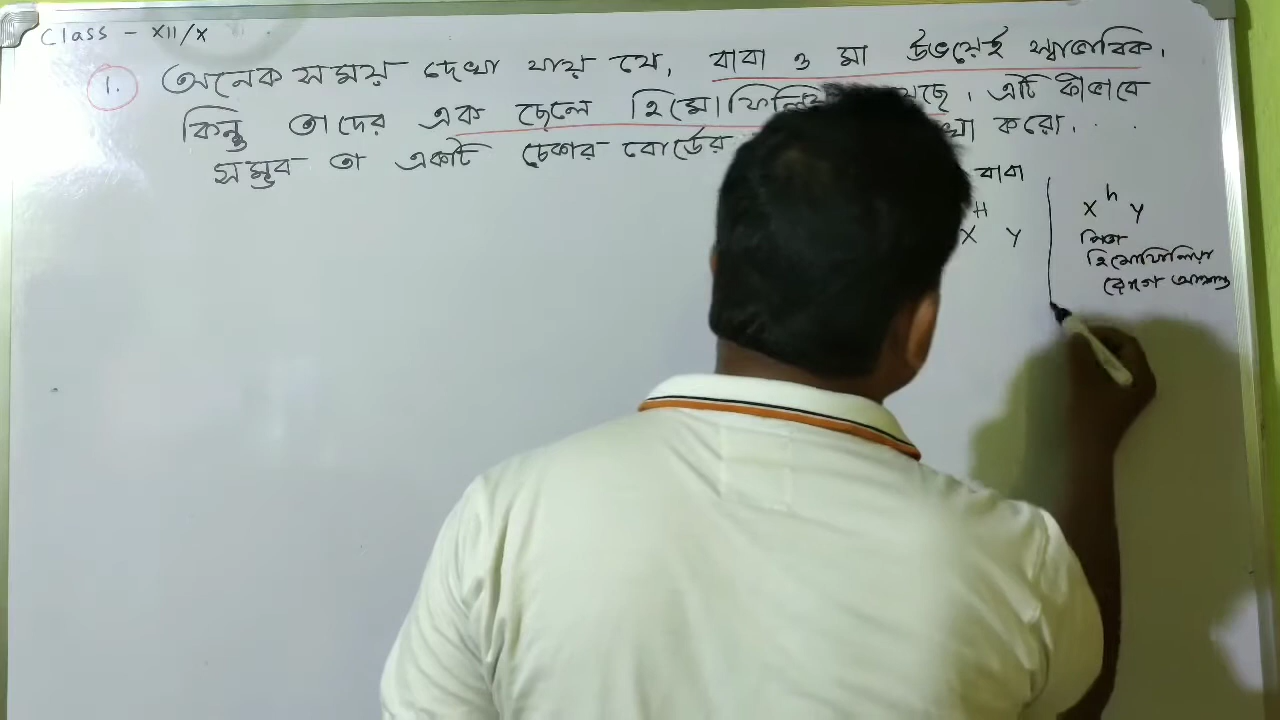 Class - XII/X
1. অনেক সময় দেখা যায় যে, বাবা ও মা উভয়েই স্বাভাবিক।
কিন্তু তাদের এক ছেলে হিমোফিলিক এটি কীভাবে
সম্ভব তা একটি চেকার বোর্ডের করো।
বাবা
X^H Y
X^h Y
পিতা
হিমোফিলিয়া
রোগে আক্রান্ত